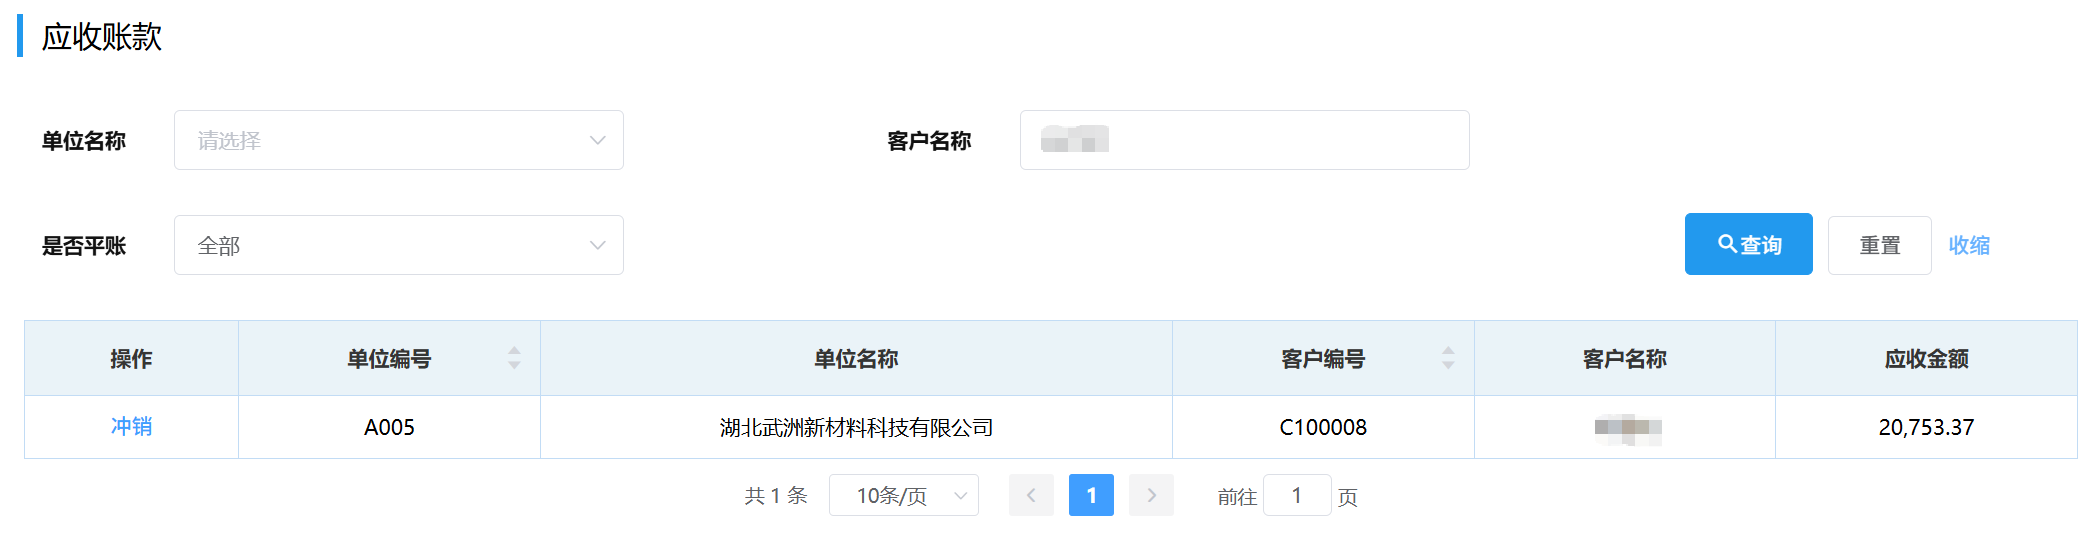 应收账款
单位名称 请选择 客户名称
是否平账 全部 查询 重置 收缩
操作 单位编号 单位名称 客户编号 客户名称 应收金额
冲销 A005 湖北武洲新材料科技有限公司 C100008 20,753.37
共 1 条 10条/页 1 前往 1 页